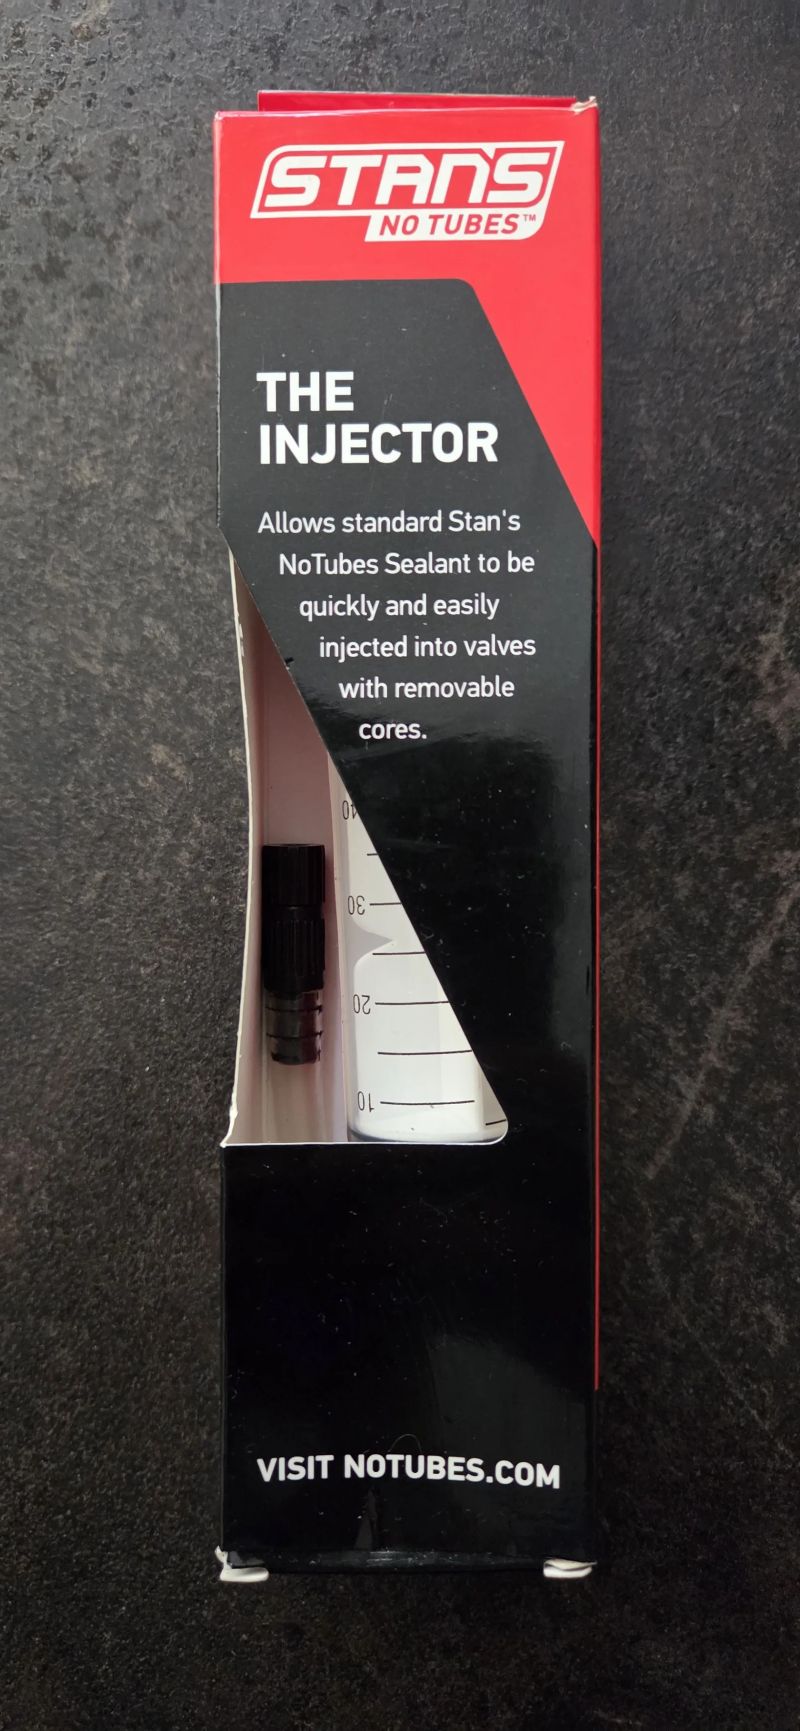 STAN'S
NO TUBES™
THE
INJECTOR
Allows standard Stan's
NoTubes Sealant to be
quickly and easily
injected into valves
with removable
cores.
40
30
20
10
VISIT NOTUBES.COM